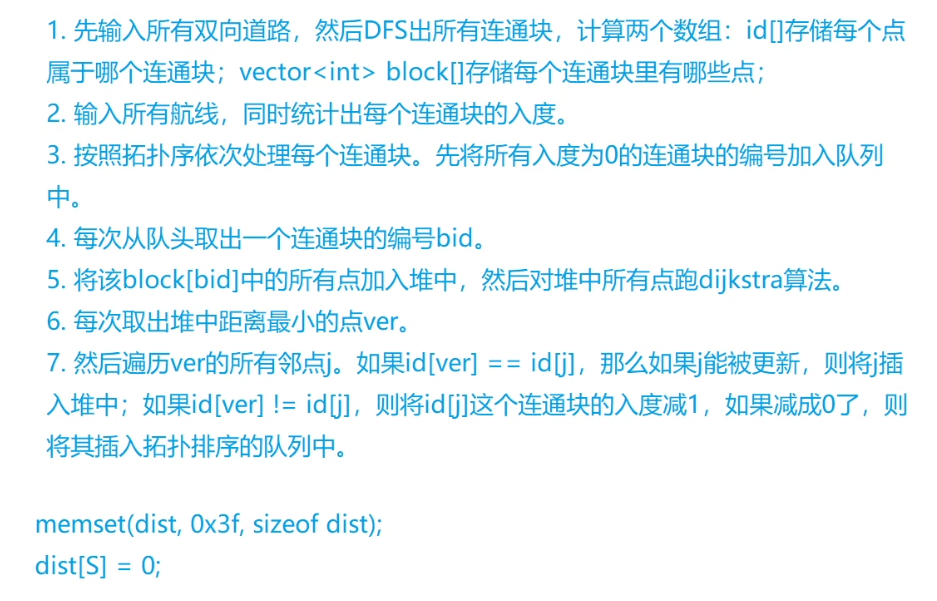 1. 先输入所有双向道路，然后DFS出所有连通块，计算两个数组：id[]存储每个点
属于哪个连通块；vector<int> block[]存储每个连通块里有哪些点；
2. 输入所有航线，同时统计出每个连通块的入度。
3. 按照拓扑序依次处理每个连通块。先将所有入度为0的连通块的编号加入队列
中。
4. 每次从队头取出一个连通块的编号bid。
5. 将该block[bid]中的所有点加入堆中，然后对堆中所有点跑dijkstra算法。
6. 每次取出堆中距离最小的点ver。
7. 然后遍历ver的所有邻点j。如果id[ver] == id[j]，那么如果j能被更新，则将j插
入堆中；如果id[ver] != id[j]，则将id[j]这个连通块的入度减1，如果减成0了，则
将其插入拓扑排序的队列中。
memset(dist, 0x3f, sizeof dist);
dist[S] = 0;